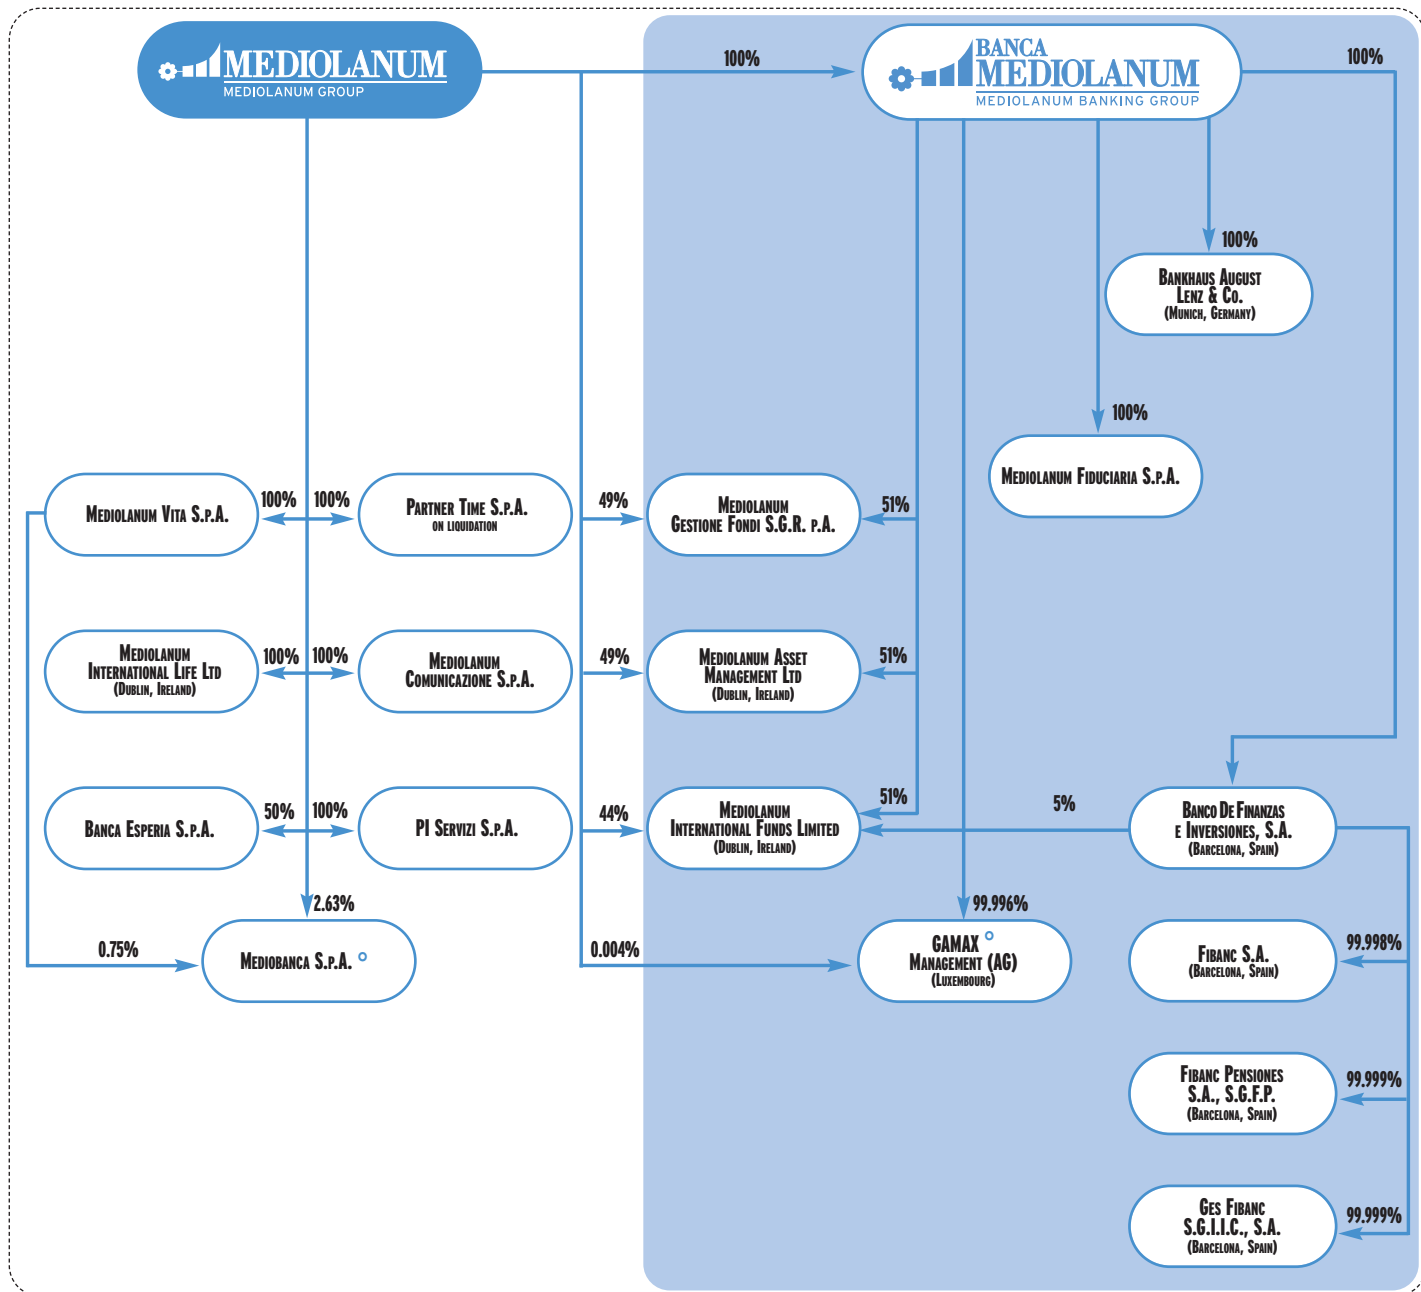 MEDIOLANUM
MEDIOLANUM GROUP
100%
BANCA
MEDIOLANUM
MEDIOLANUM BANKING GROUP
100%
100%
BANKHAUS AUGUST
LENZ & CO.
(MUNICH, GERMANY)
100%
MEDIOLANUM FIDUCIARIA S.P.A.
MEDIOLANUM VITA S.P.A.
100%
100%
PARTNER TIME S.P.A.
ON LIQUIDATION
49%
MEDIOLANUM
GESTIONE FONDI S.G.R. P.A.
51%
MEDIOLANUM
INTERNATIONAL LIFE LTD
(DUBLIN, IRELAND)
100%
100%
MEDIOLANUM
COMUNICAZIONE S.P.A.
49%
MEDIOLANUM ASSET
MANAGEMENT LTD
(DUBLIN, IRELAND)
51%
BANCA ESPERIA S.P.A.
50%
100%
PI SERVIZI S.P.A.
44%
MEDIOLANUM
INTERNATIONAL FUNDS LIMITED
(DUBLIN, IRELAND)
51%
5%
BANCO DE FINANZAS
E INVERSIONES, S.A.
(BARCELONA, SPAIN)
2.63%
0.75%
MEDIOBANCA S.P.A. °
0.004%
99.996%
GAMAX °
MANAGEMENT (AG)
(LUXEMBOURG)
FIBANC S.A.
(BARCELONA, SPAIN)
99.998%
FIBANC PENSIONES
S.A., S.G.F.P.
(BARCELONA, SPAIN)
99.999%
GES FIBANC
S.G.I.I.C., S.A.
(BARCELONA, SPAIN)
99.999%